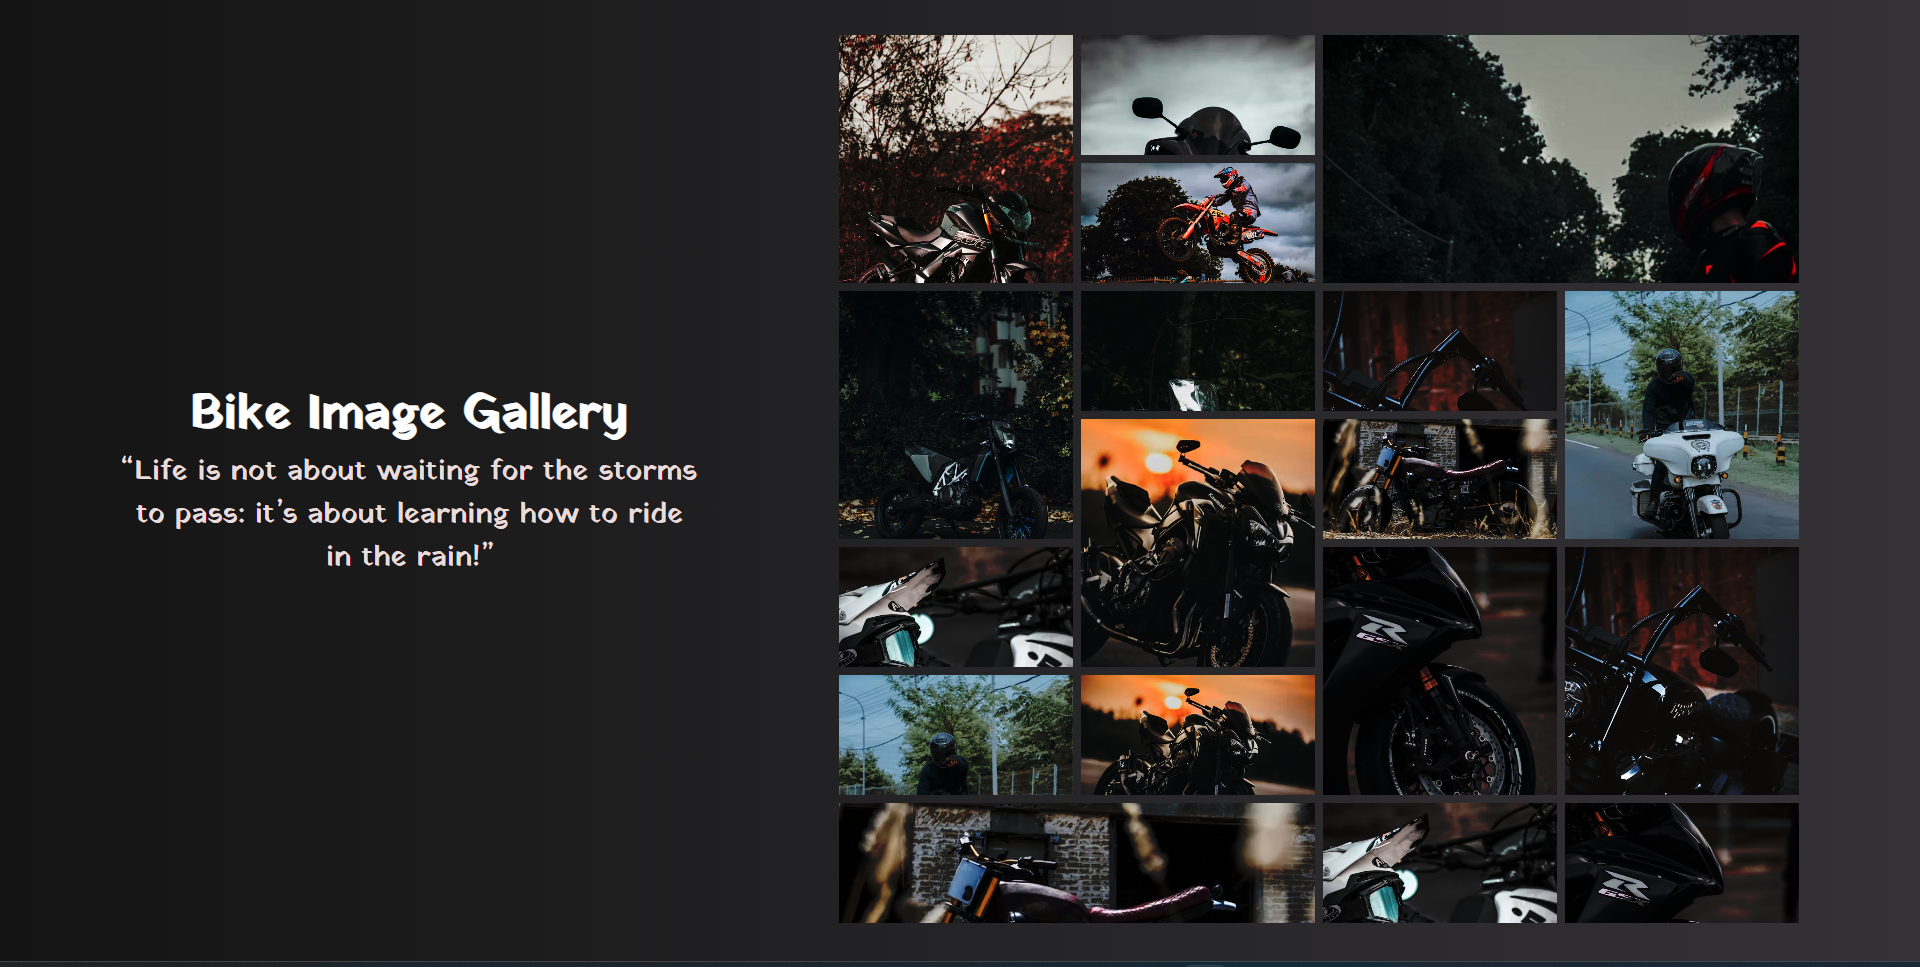 Bike Image Gallery
“Life is not about waiting for the storms
to pass: it’s about learning how to ride
in the rain!”
R
R